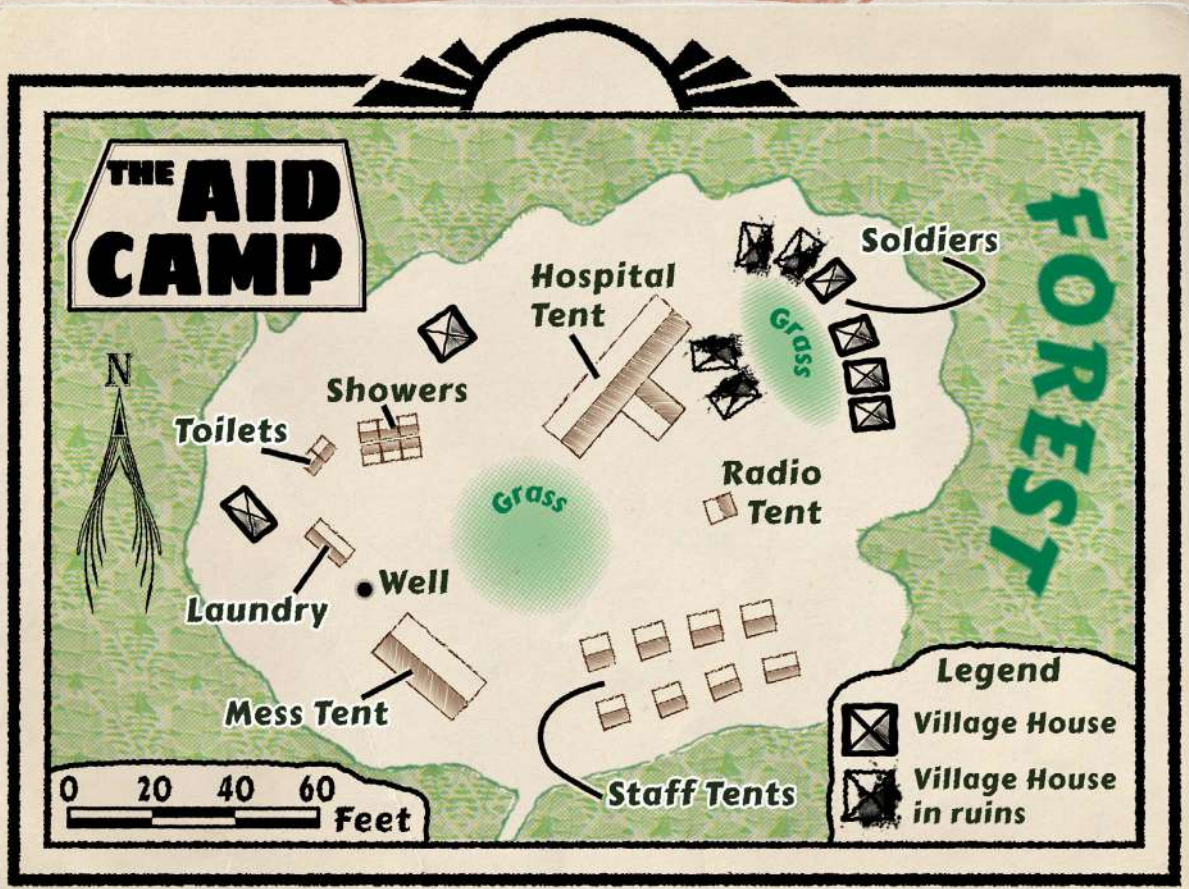 THE AID
CAMP
N
Hospital
Tent
Soldiers
Grass
FOREST
Showers
Toilets
Radio
Tent
Grass
Well
Laundry
Mess Tent
Staff Tents
Legend
Village House
Village House
in ruins
0 20 40 60
Feet